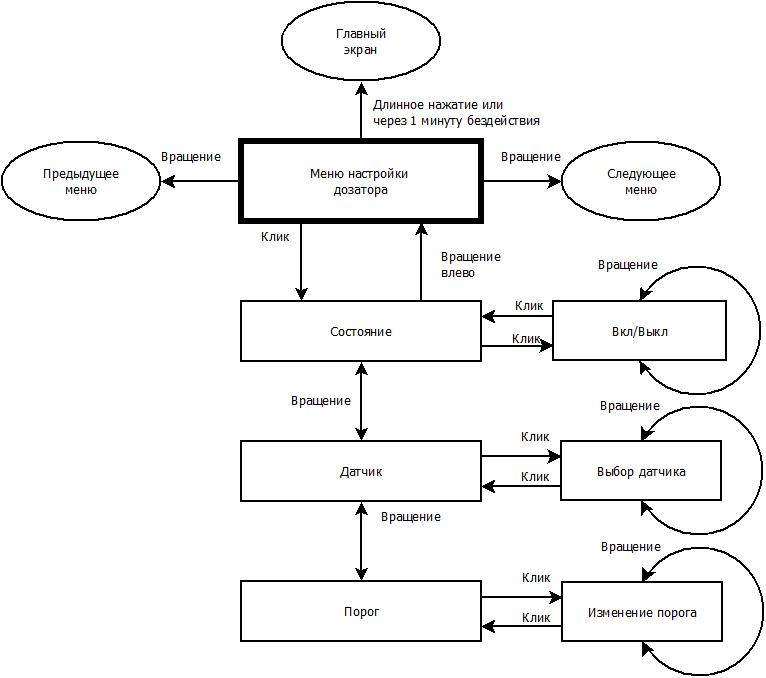 Главный
экран
Длинное нажатие или
через 1 минуту бездействия
Вращение
Вращение
Предыдущее
меню
Меню настройки
дозатора
Следующее
меню
Клик
Вращение
влево
Вращение
Клик
Состояние
Вкл/Выкл
Клик
Вращение
Вращение
Клик
Датчик
Выбор датчика
Клик
Вращение
Вращение
Клик
Порог
Изменение порога
Клик